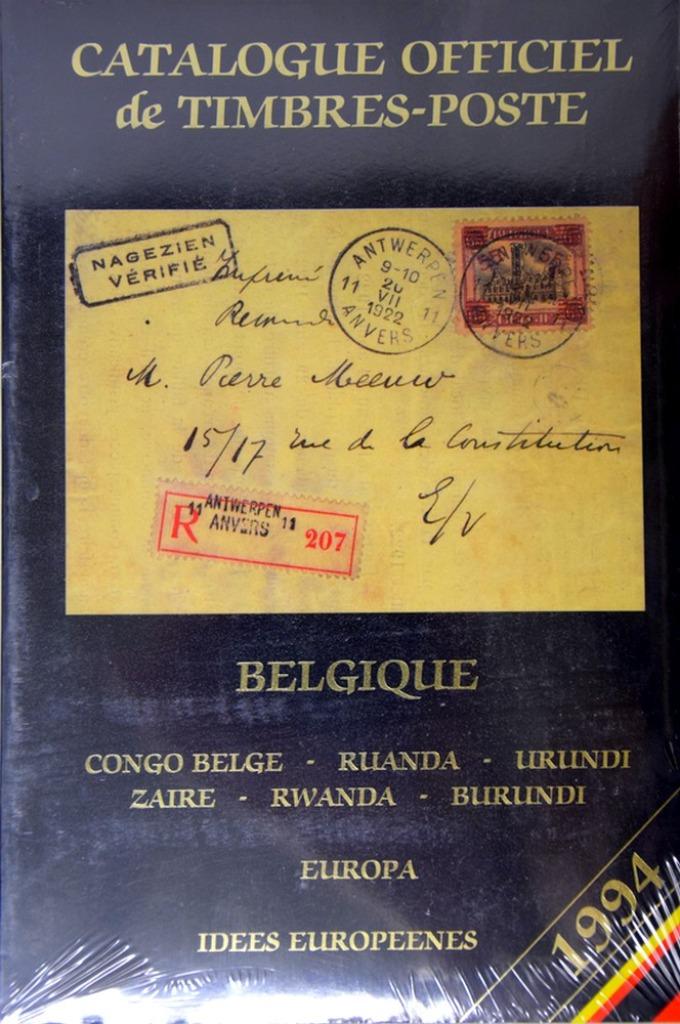 CATALOGUE OFFICIEL
de TIMBRES-POSTE
NAGEZIEN
VÉRIFIÉ
Imprimé
ANTWERPEN
9-10
11 20 11
VII
1922
ANVERS
1922
M. Pierre Meeuw
15/17 rue de la Constitution
E/V
R
11 ANTWERPEN 11
ANVERS
207
BELGIQUE
CONGO BELGE - RUANDA - URUNDI
ZAIRE - RWANDA - BURUNDI
EUROPA
IDEES EUROPEENES
1994